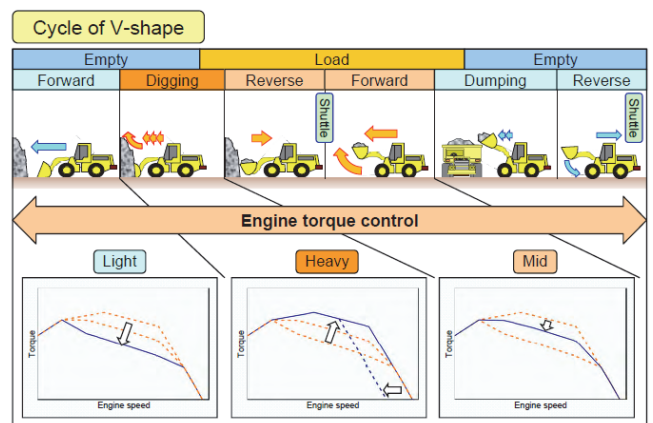 Cycle of V-shape
Empty Load Empty
Forward Digging Reverse Forward Dumping Reverse
Shuttle Shuttle
Engine torque control
Light Heavy Mid
Torque Torque Torque
Engine speed Engine speed Engine speed